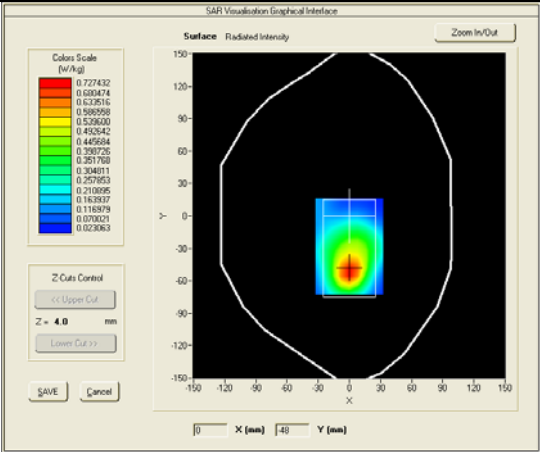 SAR Visualisation Graphical Interface
Surface Radiated Intensity
Zoom In/Out
Colors Scale
(W/kg)
0.727432
0.680474
0.633516
0.586558
0.539600
0.492642
0.445684
0.398726
0.351768
0.304811
0.257853
0.210895
0.163937
0.116979
0.070021
0.023063
Z-Cuts Control
<< Upper Cut
Z = 4.0 mm
Lower Cut >>
SAVE Cancel
150-
120-
90-
60-
30-
0-
-30-
-60-
-90-
-120-
-150-
Y
-150 -120 -90 -60 -30 0 30 60 90 120 150
X
0 X (mm) -48 Y (mm)